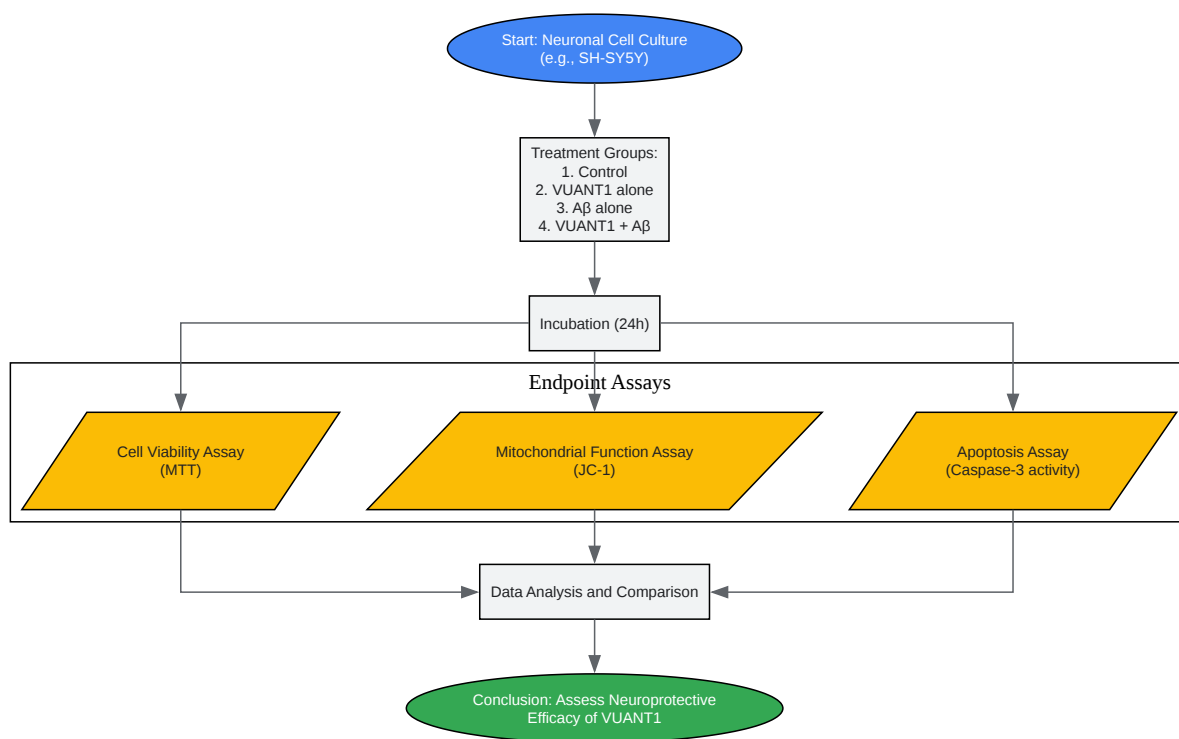 Start: Neuronal Cell Culture
(e.g., SH-SY5Y)
Treatment Groups:
1. Control
2. VUANT1 alone
3. Aβ alone
4. VUANT1 + Aβ
Incubation (24h)
Endpoint Assays
Cell Viability Assay
(MTT)
Mitochondrial Function Assay
(JC-1)
Apoptosis Assay
(Caspase-3 activity)
Data Analysis and Comparison
Conclusion: Assess Neuroprotective
Efficacy of VUANT1